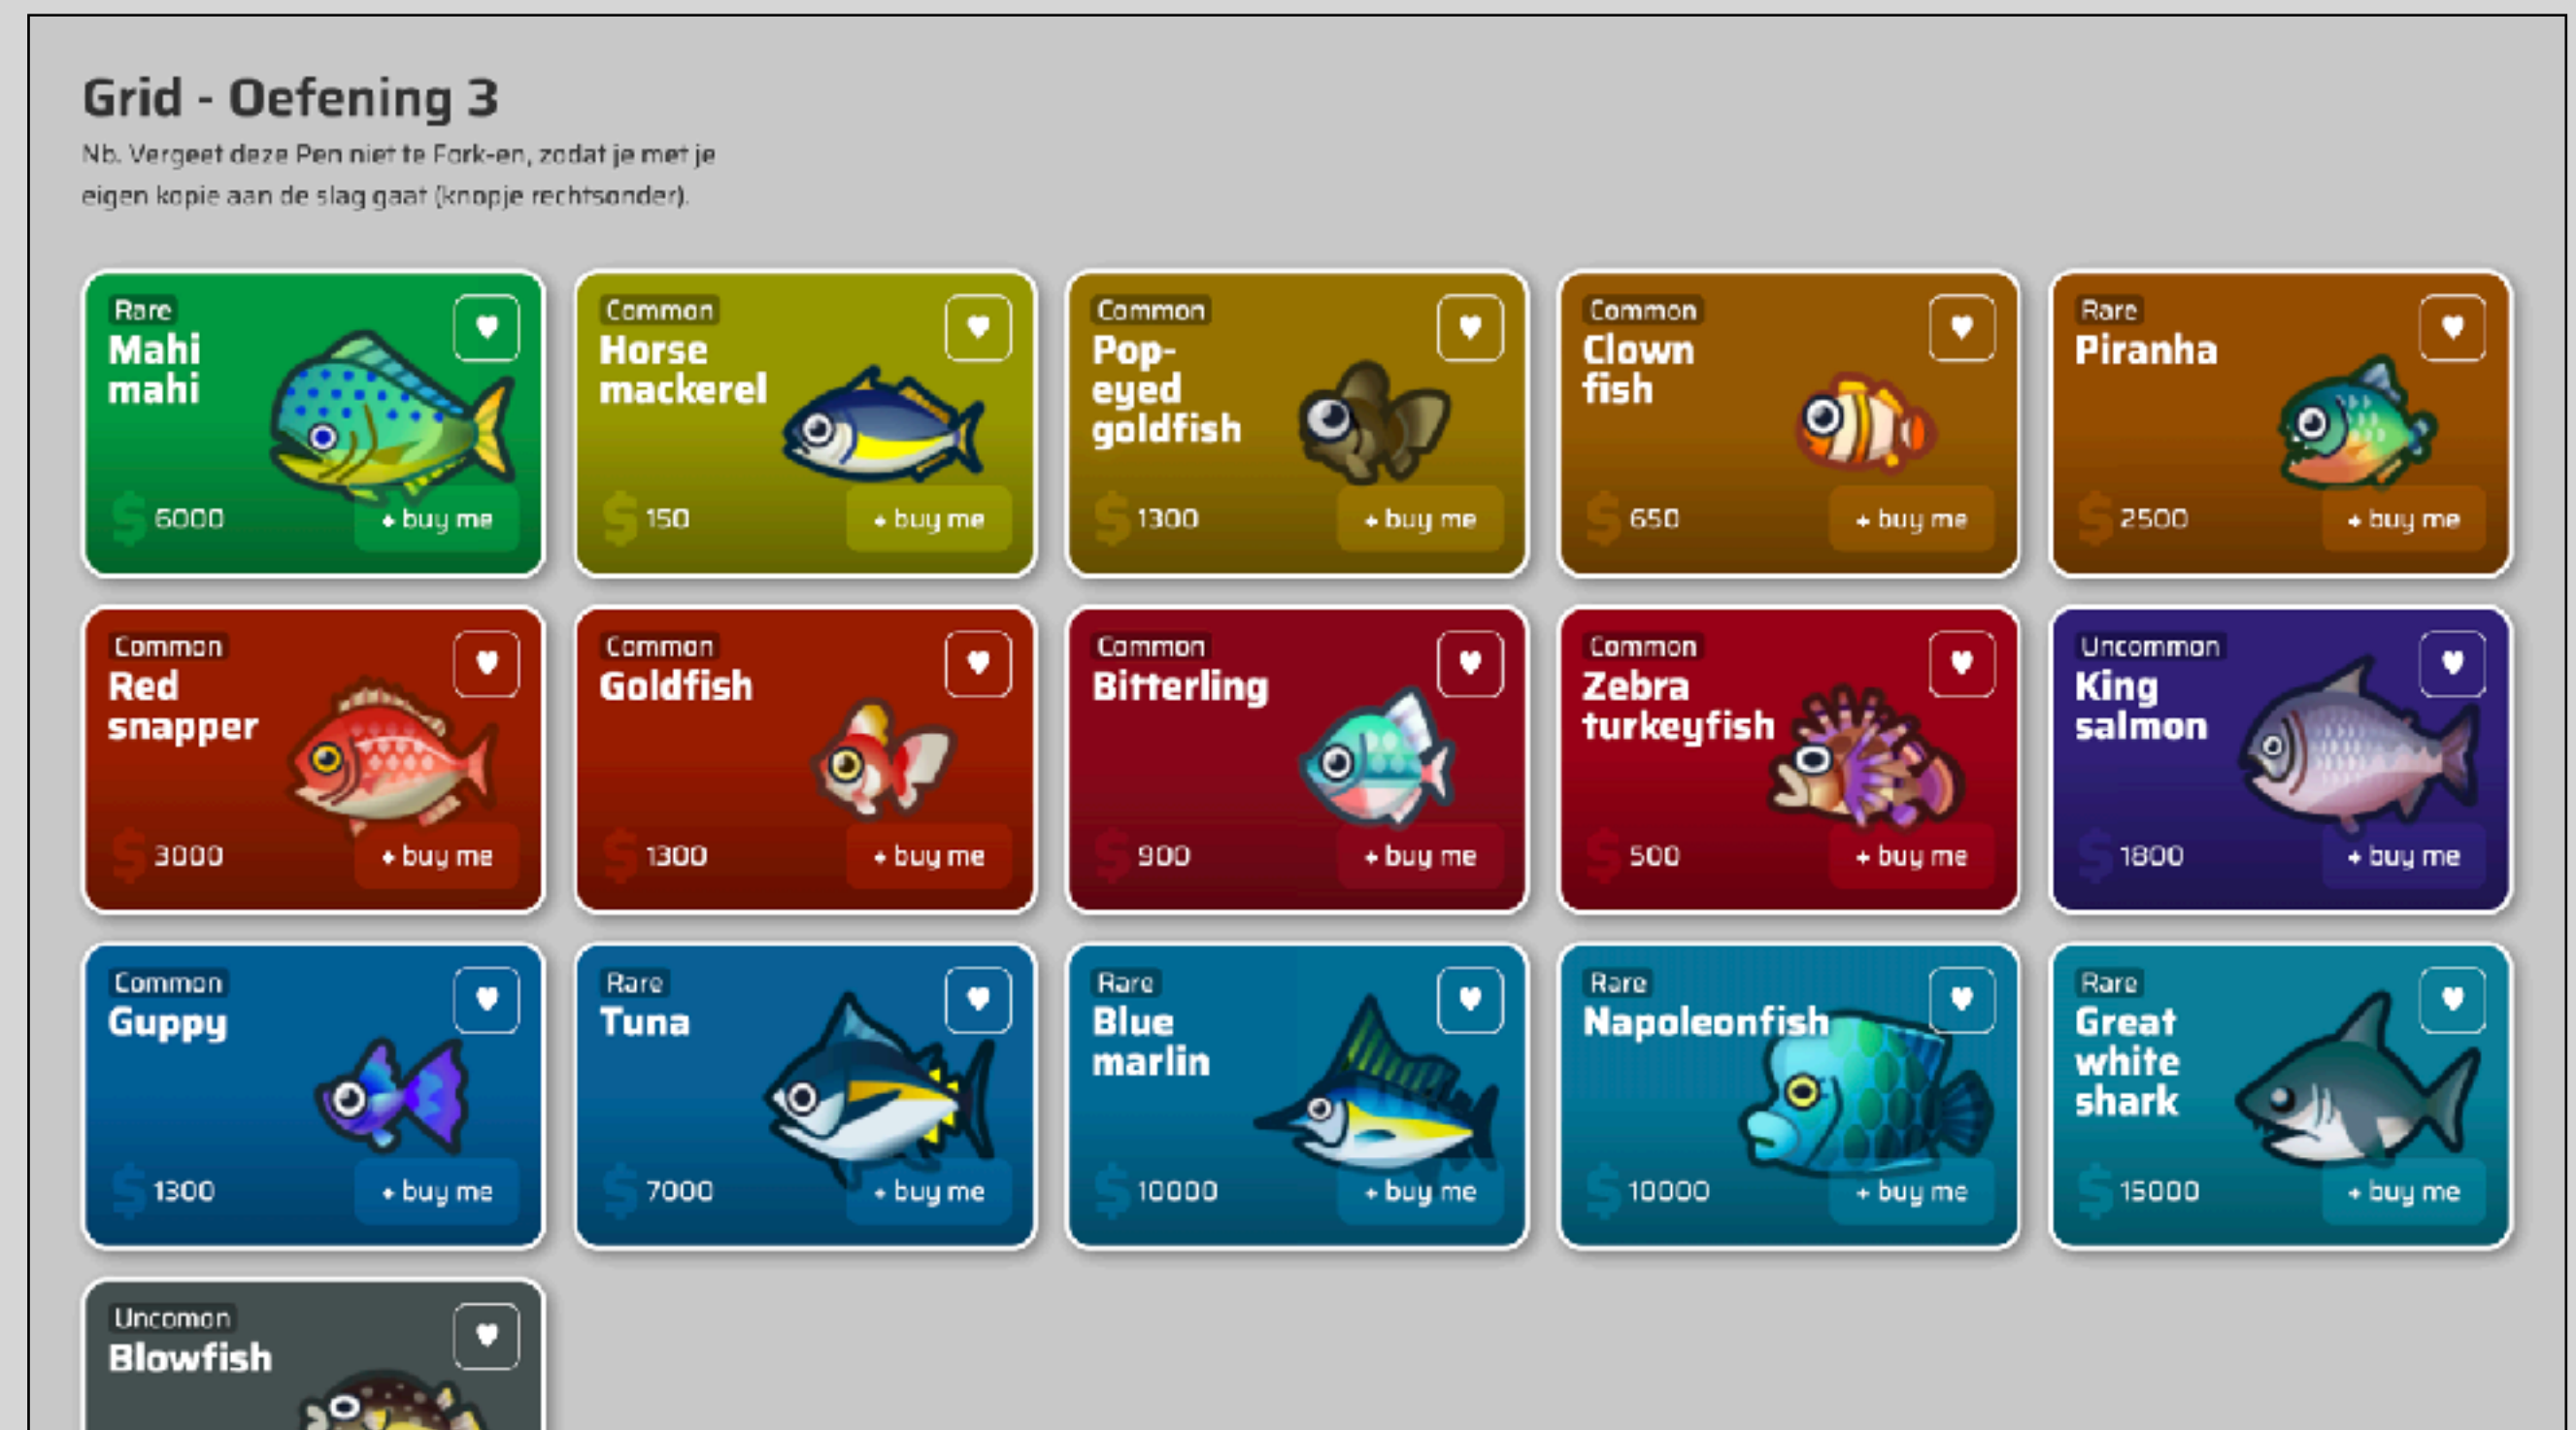 Grid - Oefening 3
Nb. Vergeet deze Pen niet te Fork-en, zodat je met je
eigen kopie aan de slag gaat (knopje rechtsonder).
Rare
Mahi
mahi
$ 6000
+ buy me
Common
Horse
mackerel
$ 150
+ buy me
Common
Pop-
eyed
goldfish
$ 1300
+ buy me
Common
Clown
fish
$ 650
+ buy me
Rare
Piranha
$ 2500
+ buy me
Common
Red
snapper
$ 3000
+ buy me
Common
Goldfish
$ 1300
+ buy me
Common
Bitterling
$ 900
+ buy me
Common
Zebra
turkeyfish
$ 500
+ buy me
Uncommon
King
salmon
$ 1800
+ buy me
Common
Guppy
$ 1300
+ buy me
Rare
Tuna
$ 7000
+ buy me
Rare
Blue
marlin
$ 10000
+ buy me
Rare
Napoleonfish
$ 10000
+ buy me
Rare
Great
white
shark
$ 15000
+ buy me
Uncomon
Blowfish